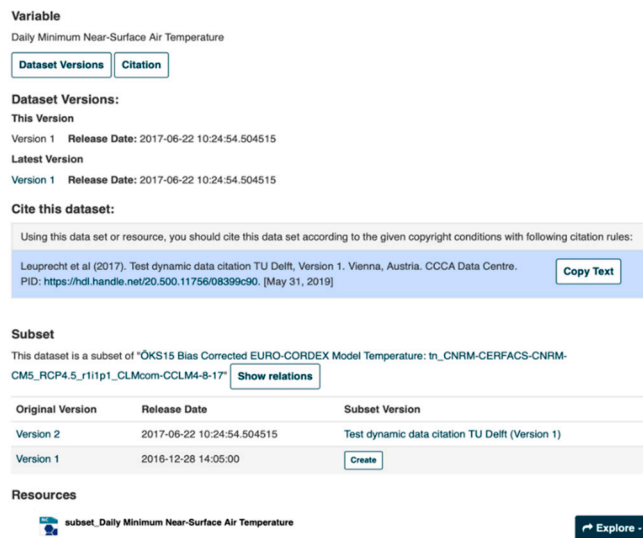 Variable
Daily Minimum Near-Surface Air Temperature
Dataset Versions Citation
Dataset Versions:
This Version
Version 1 Release Date: 2017-06-22 10:24:54.504515
Latest Version
Version 1 Release Date: 2017-06-22 10:24:54.504515
Cite this dataset:
Using this data set or resource, you should cite this data set according to the given copyright conditions with following citation rules:
Leuprecht et al (2017). Test dynamic data citation TU Delft, Version 1. Vienna, Austria. CCCA Data Centre.
PID: https://hdl.handle.net/20.500.11756/08399c90. [May 31, 2019]
Copy Text
Subset
This dataset is a subset of "ÖKS15 Bias Corrected EURO-CORDEX Model Temperature: tn_CNRM-CERFACS-CNRM-
CM5_RCP4.5_r1i1p1_CLMcom-CCLM4-8-17" Show relations
Original Version Release Date Subset Version
Version 2 2017-06-22 10:24:54.504515 Test dynamic data citation TU Delft (Version 1)
Version 1 2016-12-28 14:05:00 Create
Resources
subset_Daily Minimum Near-Surface Air Temperature
Explore -